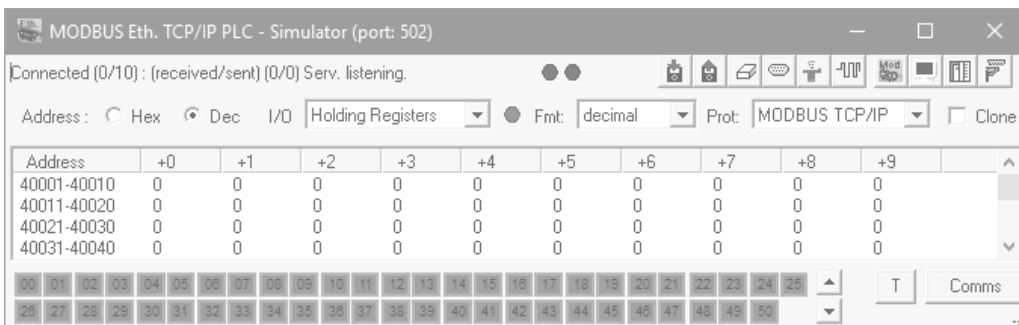 MODBUS Eth. TCP/IP PLC - Simulator (port: 502)
Connected (0/10) : (received/sent) (0/0) Serv. listening.
Address : Hex Dec I/O Holding Registers Fmt: decimal Prot: MODBUS TCP/IP Clone
Address +0 +1 +2 +3 +4 +5 +6 +7 +8 +9
40001-40010 0 0 0 0 0 0 0 0 0 0
40011-40020 0 0 0 0 0 0 0 0 0 0
40021-40030 0 0 0 0 0 0 0 0 0 0
40031-40040 0 0 0 0 0 0 0 0 0 0
00 01 02 03 04 05 06 07 08 09 10 11 12 13 14 15 16 17 18 19 20 21 22 23 24 25 T Comms
26 27 28 29 30 31 32 33 34 35 36 37 38 39 40 41 42 43 44 45 46 47 48 49 50